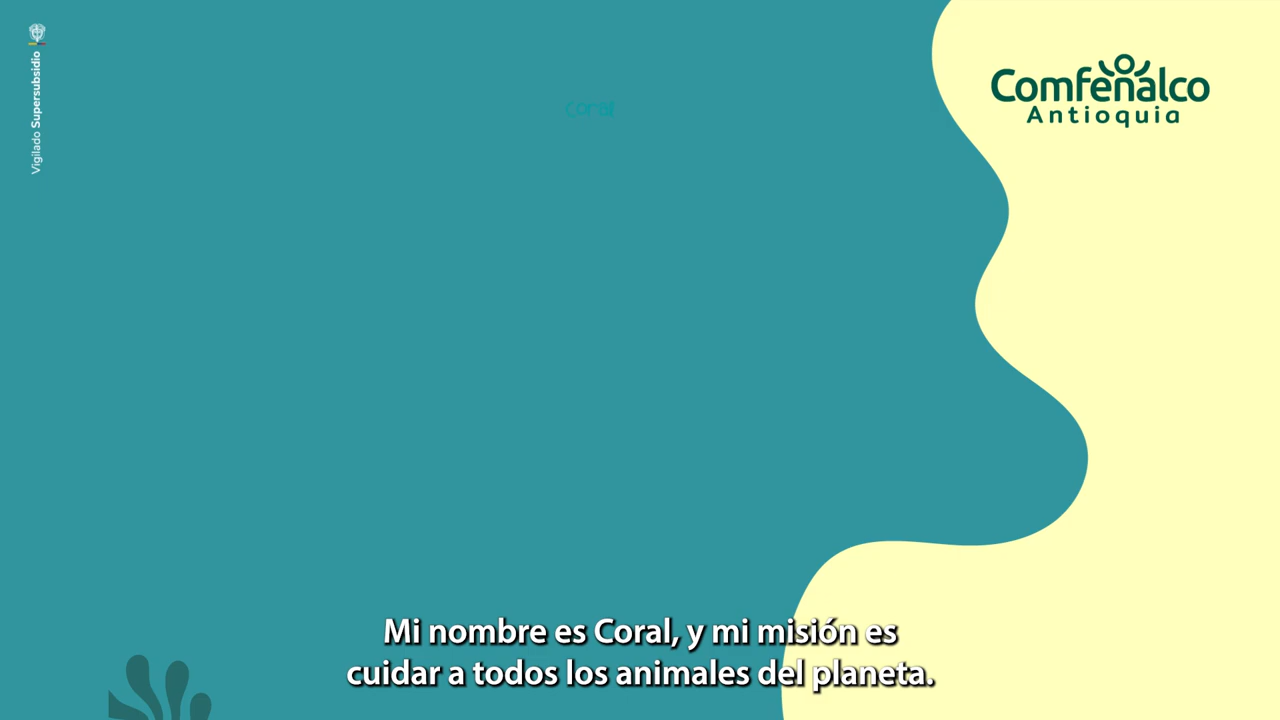 Vigilado Supersubsidio
coral
Comfenalco
Antioquia
Mi nombre es Coral, y mi misión es
cuidar a todos los animales del planeta.